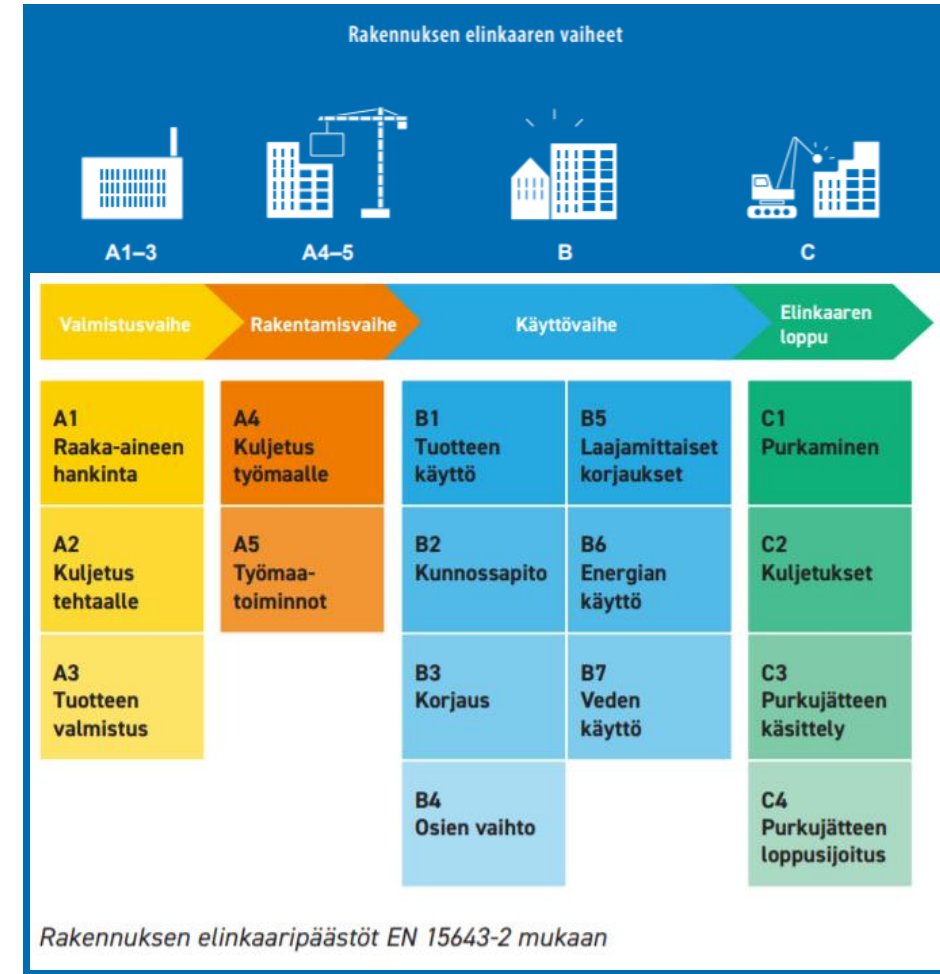 Rakennuksen elinkaaren vaiheet
A1–3
A4–5
B
C
Valmistusvaihe
Rakentamisvaihe
Käyttövaihe
Elinkaaren
loppu
A1
Raaka-aineen
hankinta
A2
Kuljetus
tehtaalle
A3
Tuotteen
valmistus
A4
Kuljetus
työmaalle
A5
Työmaa-
toiminnot
B1
Tuotteen
käyttö
B2
Kunnossapito
B3
Korjaus
B4
Osien vaihto
B5
Laajamittaiset
korjaukset
B6
Energian
käyttö
B7
Veden
käyttö
C1
Purkaminen
C2
Kuljetukset
C3
Purkujätteen
käsittely
C4
Purkujätteen
loppusijoitus
Rakennuksen elinkaaripäästöt EN 15643-2 mukaan